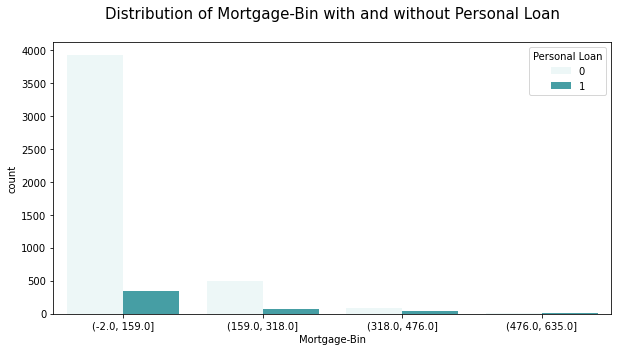 Distribution of Mortgage-Bin with and without Personal Loan
Personal Loan
0
1
4000
3500
3000
2500
2000
1500
1000
500
0
count
(-2.0, 159.0] (159.0, 318.0] (318.0, 476.0] (476.0, 635.0]
Mortgage-Bin